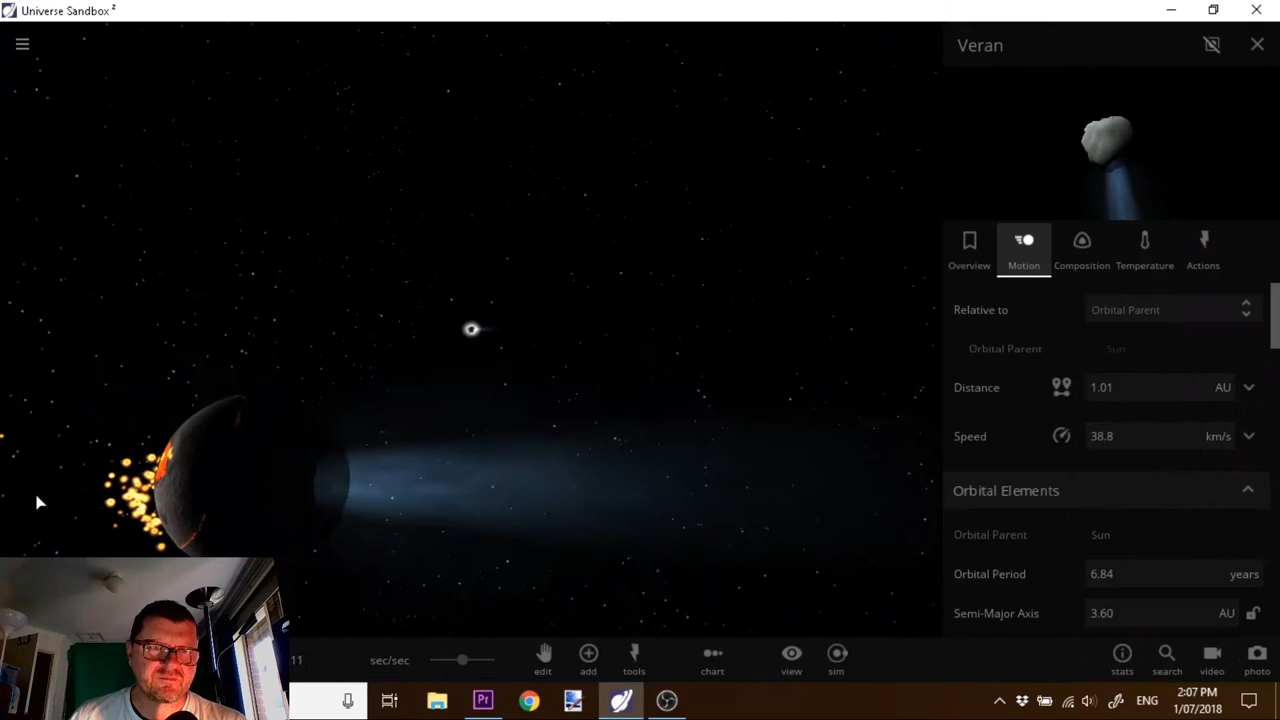 Universe Sandbox ²
Veran
Overview Motion Composition Temperature Actions
Relative to Orbital Parent
Orbital Parent Sun
Distance 1.01 AU
Speed 38.8 km/s
Orbital Elements
Orbital Parent Sun
Orbital Period 6.84 years
Semi-Major Axis 3.60 AU
11 sec/sec
edit add tools chart view sim stats search video photo
Pr
ENG
2:07 PM
1/07/2018